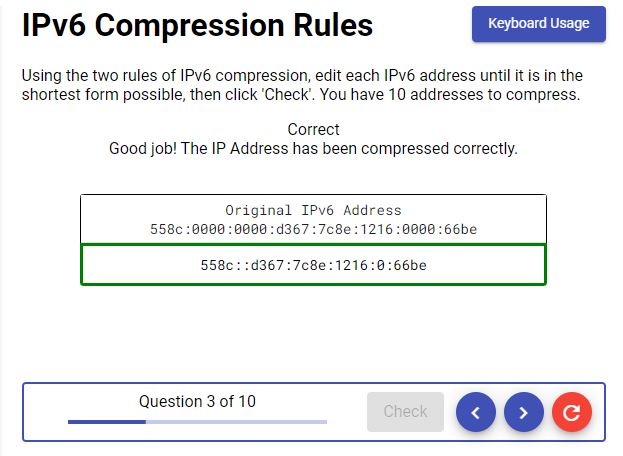 IPv6 Compression Rules
Keyboard Usage
Using the two rules of IPv6 compression, edit each IPv6 address until it is in the
shortest form possible, then click 'Check'. You have 10 addresses to compress.
Correct
Good job! The IP Address has been compressed correctly.
Original IPv6 Address
558c:0000:0000:d367:7c8e:1216:0000:66be
558c::d367:7c8e:1216:0:66be
Question 3 of 10
Check